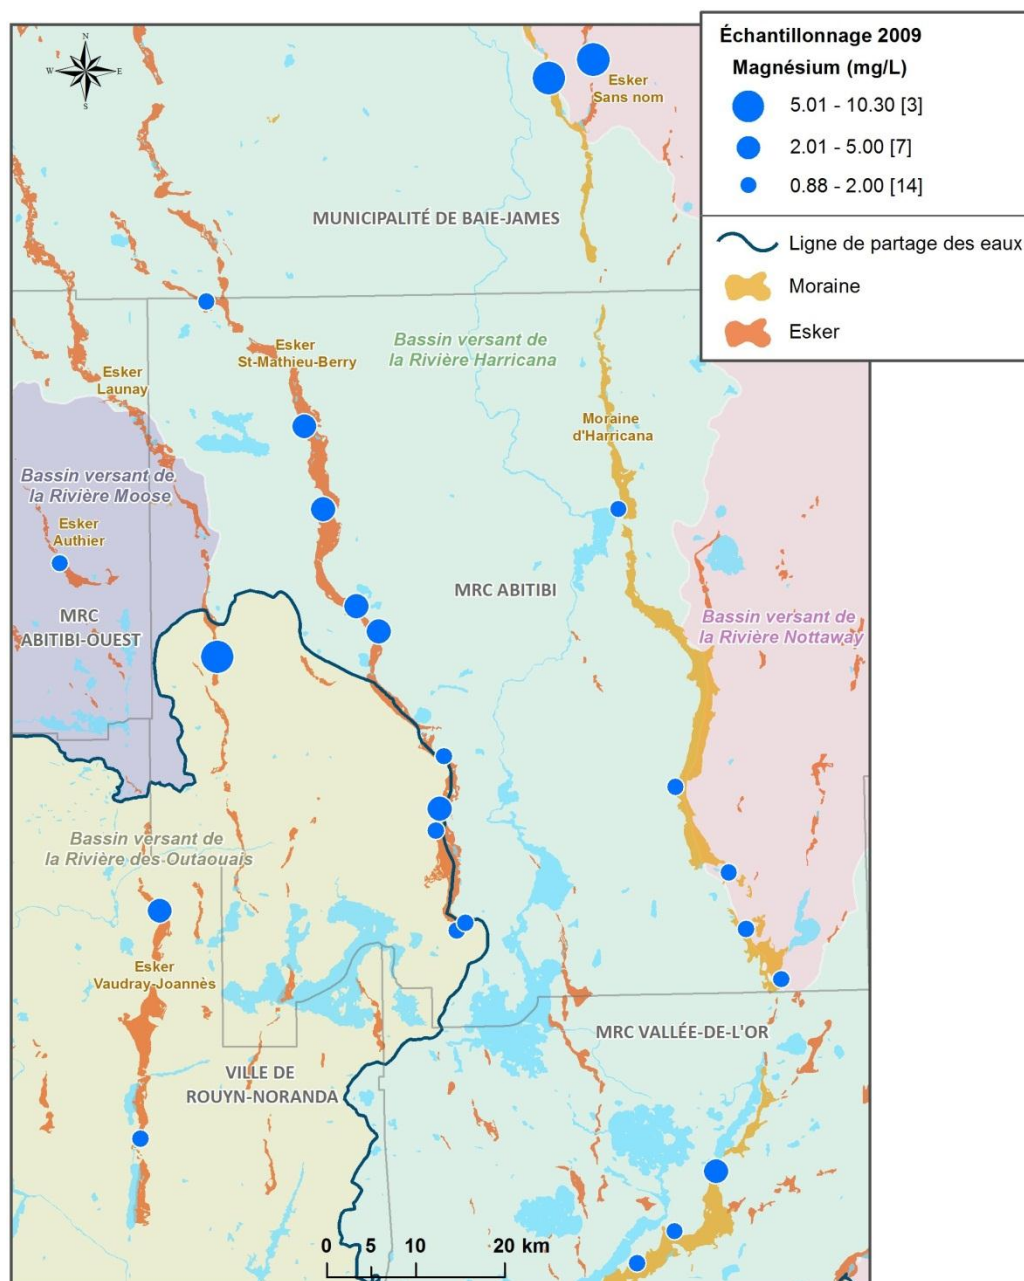 N
W
E
S
Échantillonnage 2009
Magnésium (mg/L)
5.01 - 10.30 [3]
2.01 - 5.00 [7]
0.88 - 2.00 [14]
Ligne de partage des eaux
Moraine
Esker
Esker
Sans nom
MUNICIPALITÉ DE BAIE-JAMES
Bassin versant de
la Rivière Harricana
Esker
St-Mathieu-Berry
Esker
Launay
Moraine
d'Harricana
Bassin versant de
la Rivière Moose
Esker
Authier
MRC ABITIBI
MRC
ABITIBI-OUEST
Bassin versant de
la Rivière Nottaway
Bassin versant de
la Rivière des Outaouais
Esker
Vaudray-Joannès
MRC VALLÉE-DE-L'OR
VILLE DE
ROUYN-NORANDA
0 5 10 20 km